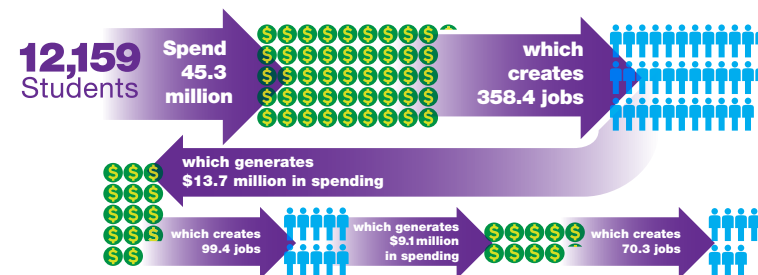 12,159
Students
Spend
45.3
million
which
creates
358.4 jobs
which generates
$13.7 million in spending
which creates
99.4 jobs
which generates
$9.1 million
in spending
which creates
70.3 jobs